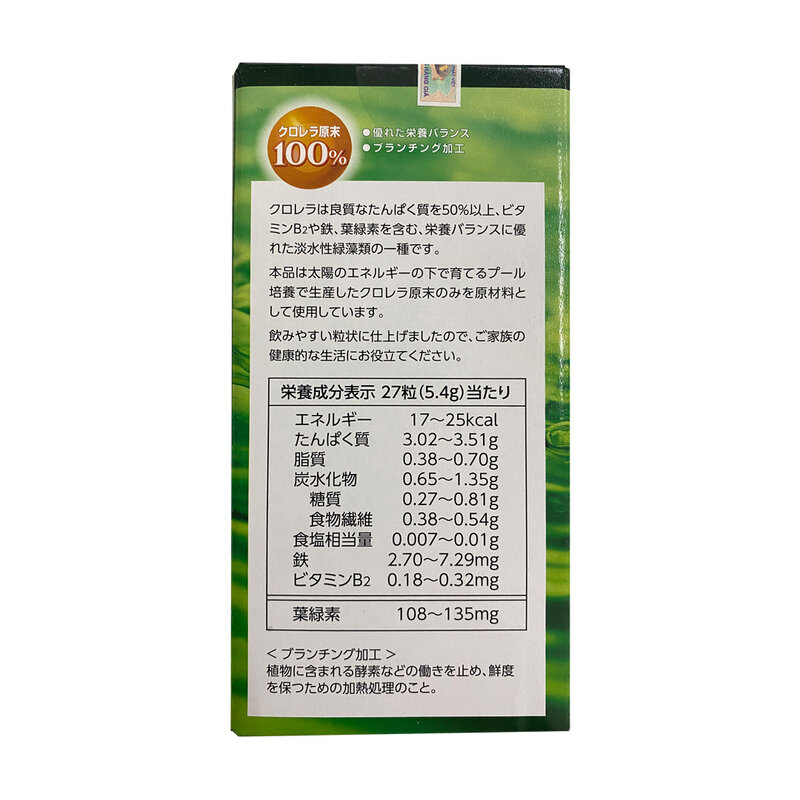 HÀNG GIẢ
クロレラ原末
100%
●優れた栄養バランス
●ブランチング加工
クロレラは良質なたんぱく質を50%以上、ビタ
ミンB2や鉄、葉緑素を含む、栄養バランスに優
れた淡水性緑藻類の一種です。
本品は太陽のエネルギーの下で育てるプール
培養で生産したクロレラ原末のみを原材料と
して使用しています。
飲みやすい粒状に仕上げましたので、ご家族の
健康的な生活にお役立てください。
栄養成分表示 27粒(5.4g)当たり
エネルギー 17～25kcal
たんぱく質 3.02～3.51g
脂質 0.38～0.70g
炭水化物 0.65～1.35g
糖質 0.27～0.81g
食物繊維 0.38～0.54g
食塩相当量 0.007～0.01g
鉄 2.70～7.29mg
ビタミンB2 0.18～0.32mg
葉緑素 108～135mg
<ブランチング加工>
植物に含まれる酵素などの働きを止め、鮮度
を保つための加熱処理のこと。